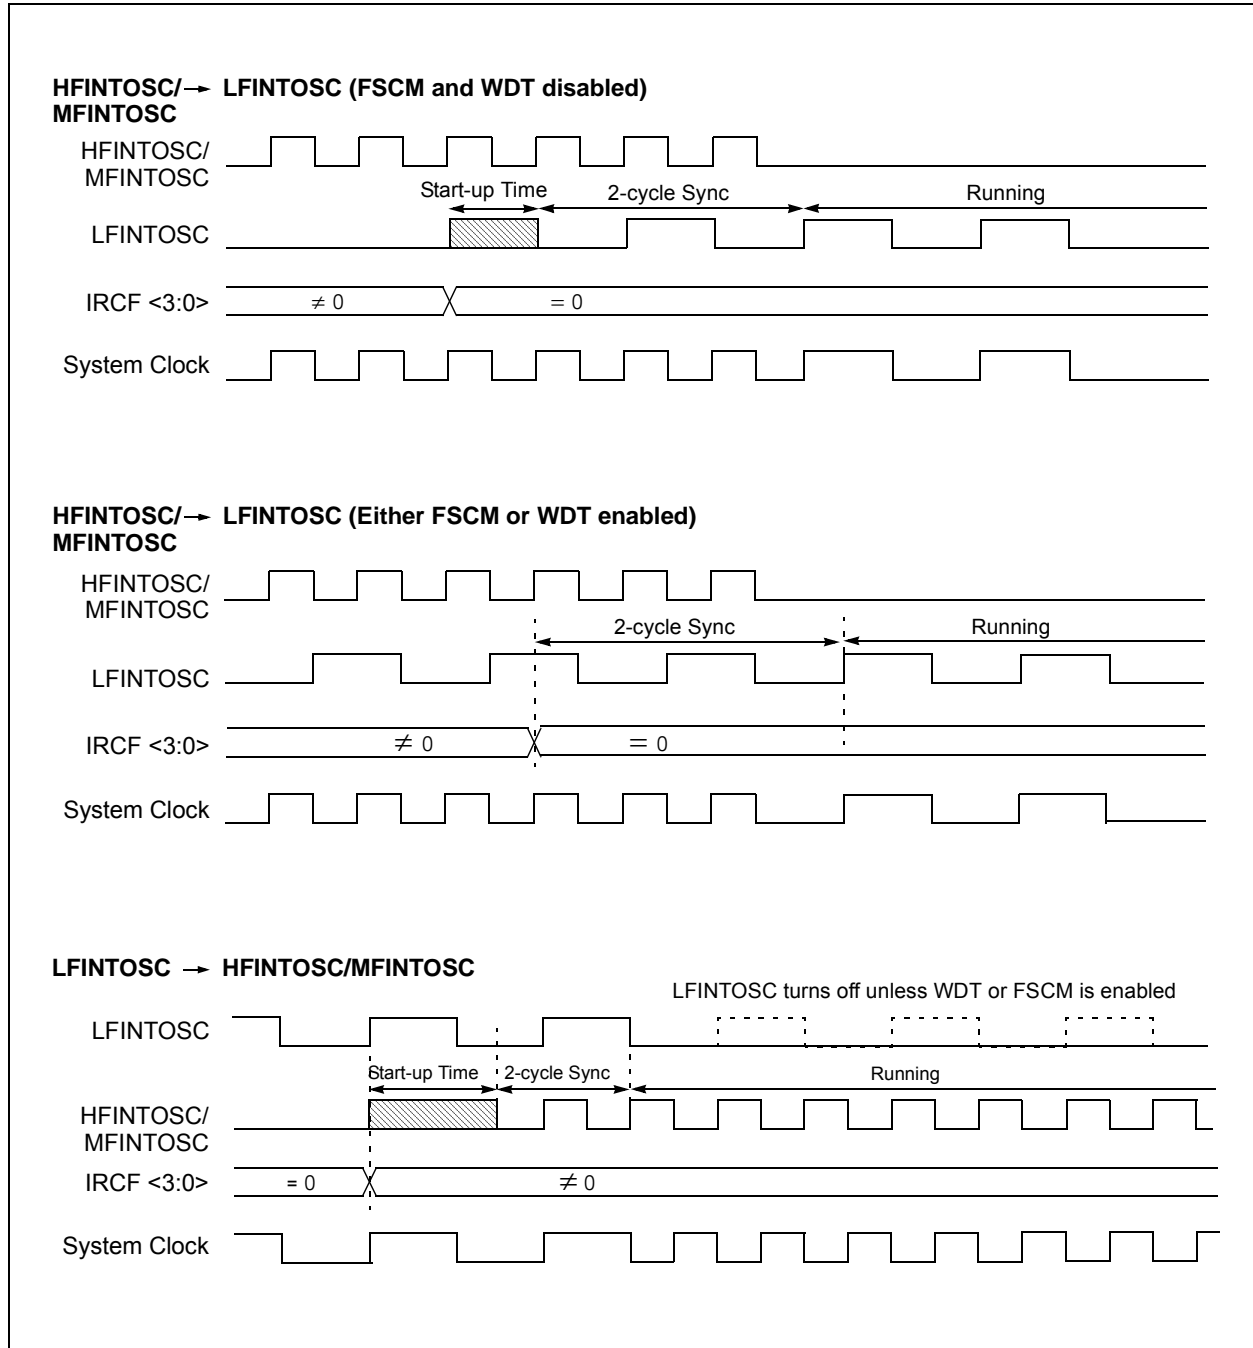 HFINTOSC/→ LFINTOSC (FSCM and WDT disabled)
MFINTOSC
HFINTOSC/
MFINTOSC
Start-up Time 2-cycle Sync Running
LFINTOSC
IRCF <3:0> ≠ 0 = 0
System Clock
HFINTOSC/→ LFINTOSC (Either FSCM or WDT enabled)
MFINTOSC
HFINTOSC/
MFINTOSC
2-cycle Sync Running
LFINTOSC
IRCF <3:0> ≠ 0 = 0
System Clock
LFINTOSC → HFINTOSC/MFINTOSC
LFINTOSC turns off unless WDT or FSCM is enabled
LFINTOSC
Start-up Time 2-cycle Sync Running
HFINTOSC/
MFINTOSC
IRCF <3:0> = 0 ≠ 0
System Clock